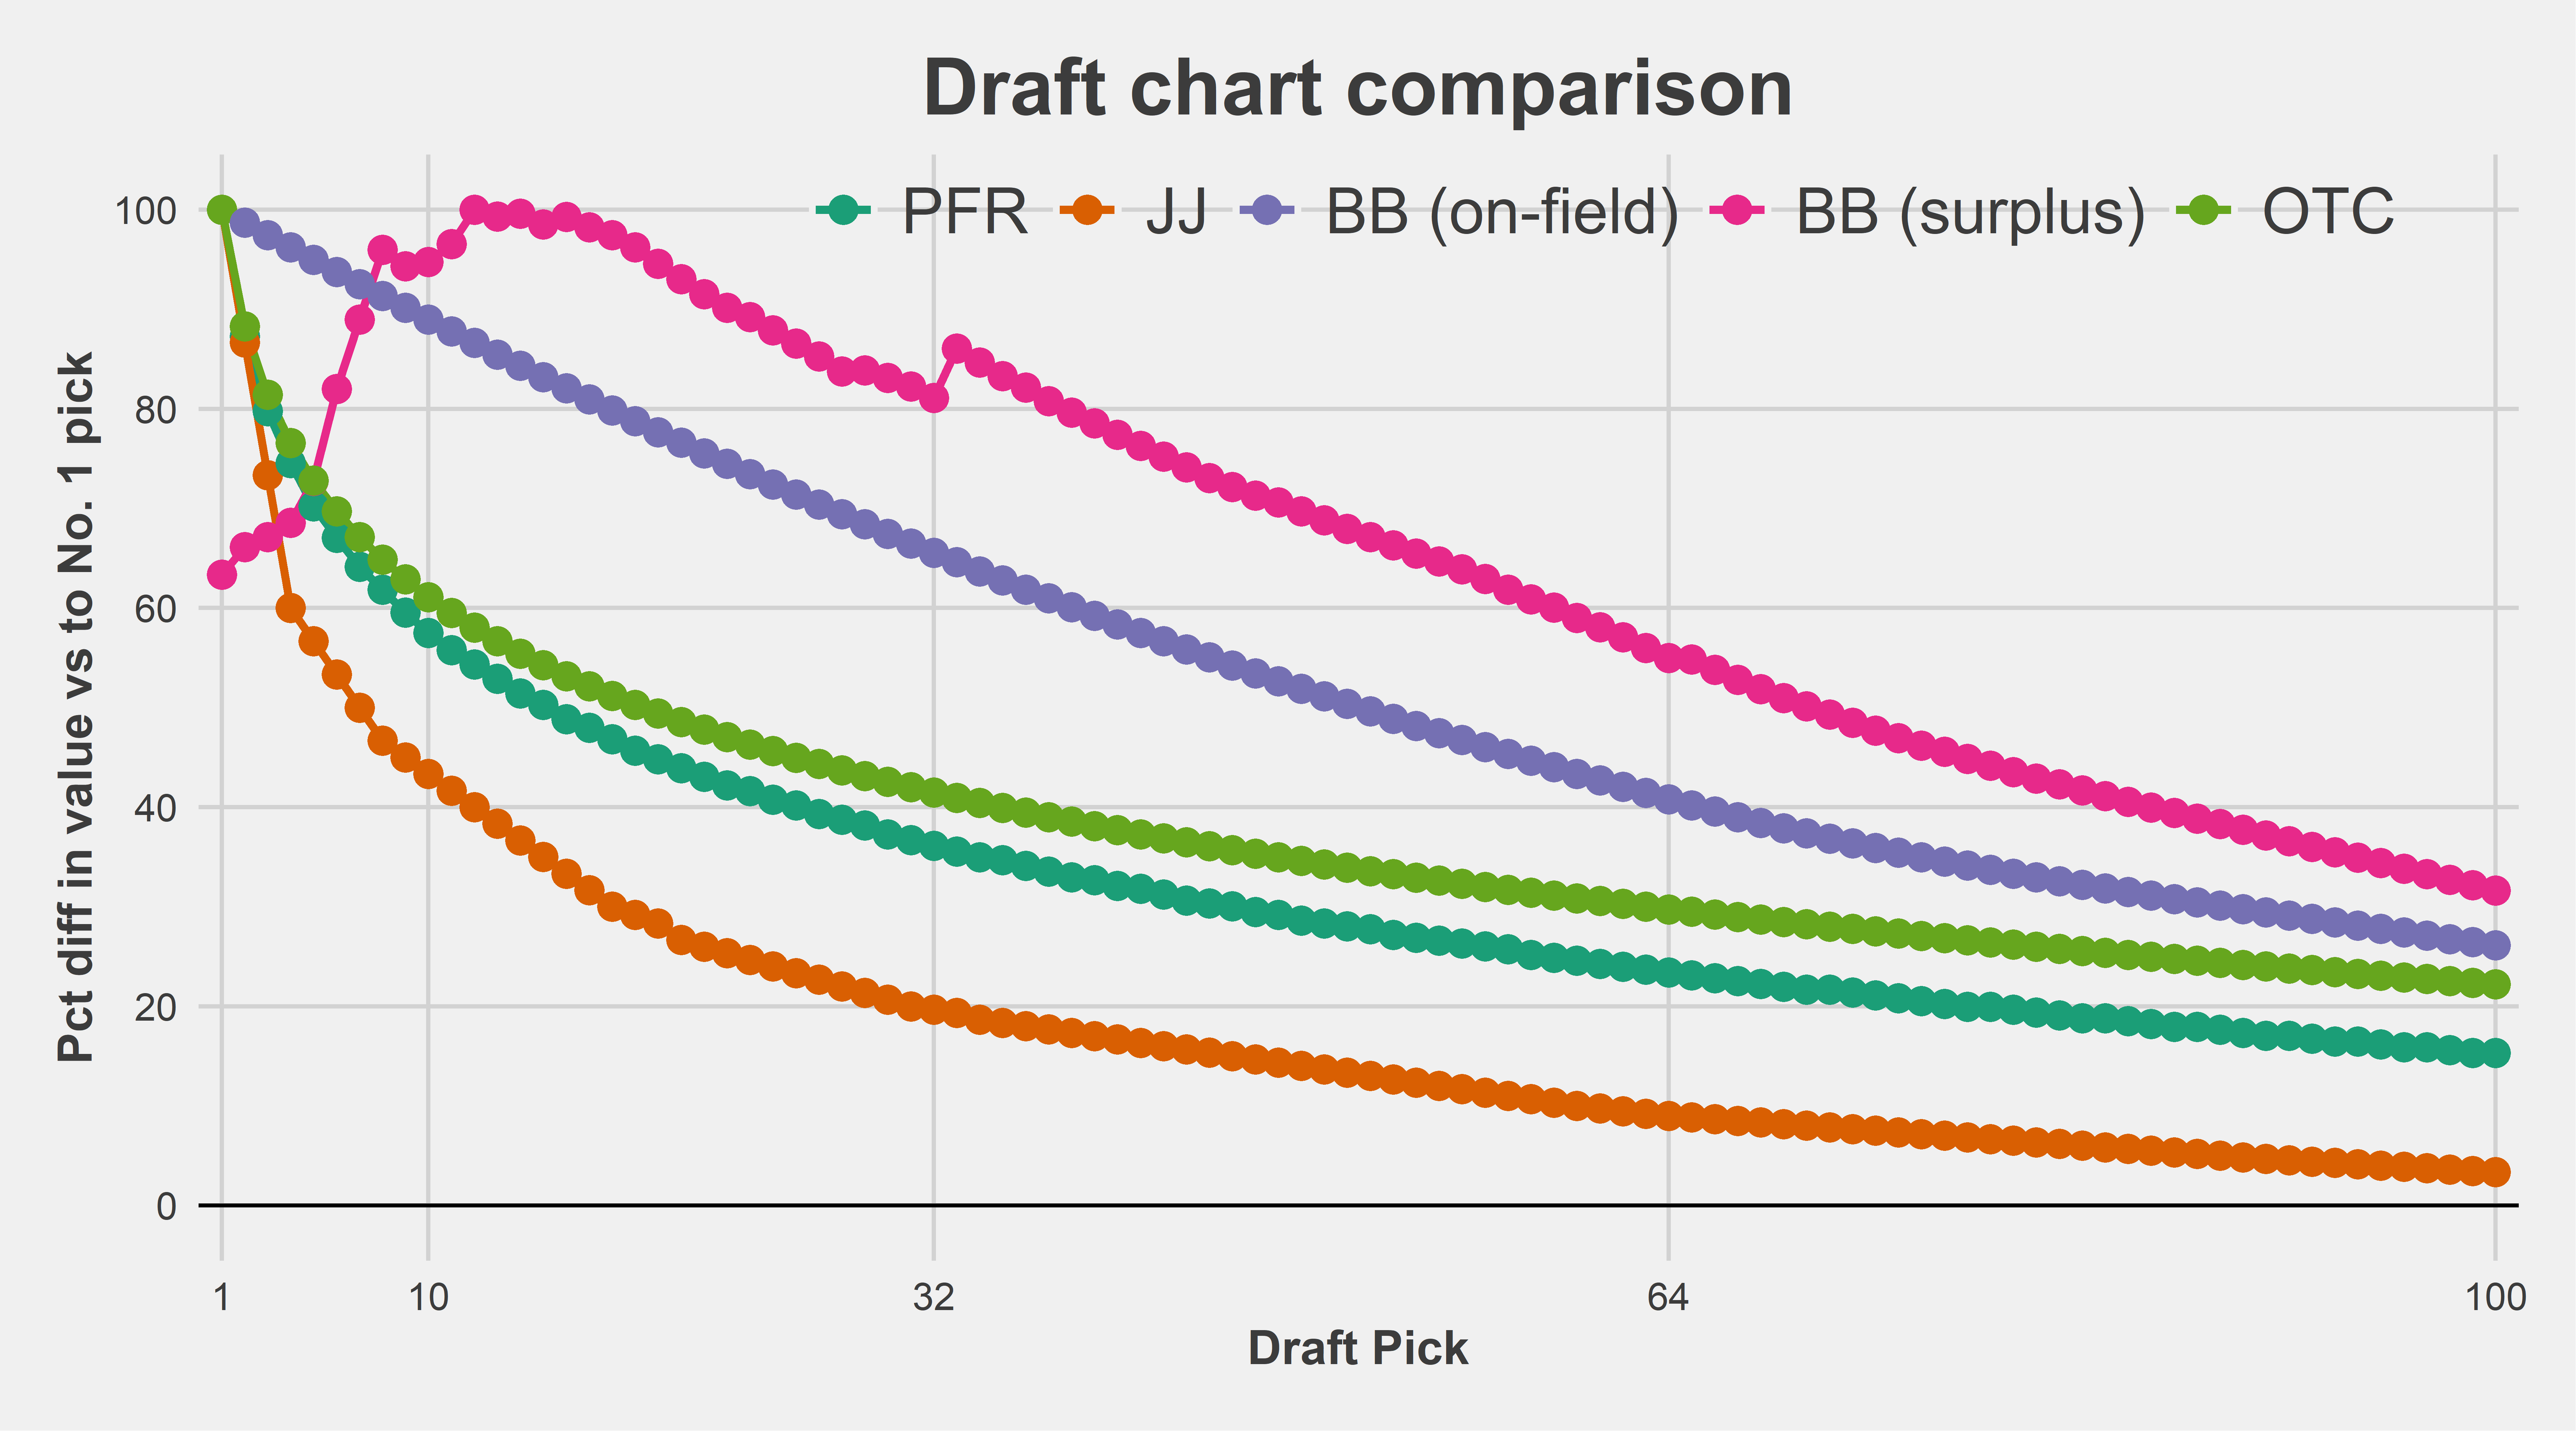 Draft chart comparison
PFR JJ BB (on-field) BB (surplus) OTC
Pct diff in value vs to No. 1 pick
100
80
60
40
20
0
1 10 32 64 100
Draft Pick